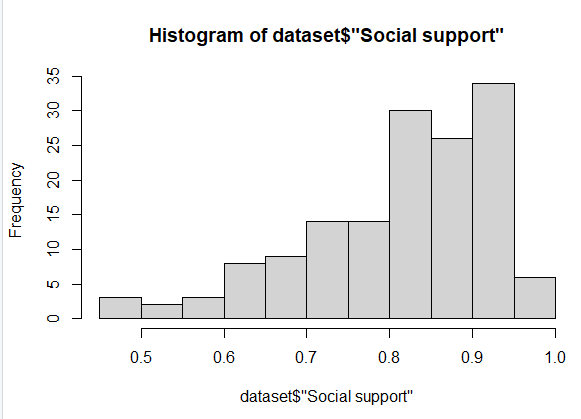 Histogram of dataset$"Social support"
Frequency
35
30
25
20
15
10
5
0
0.5 0.6 0.7 0.8 0.9 1.0
dataset$"Social support"